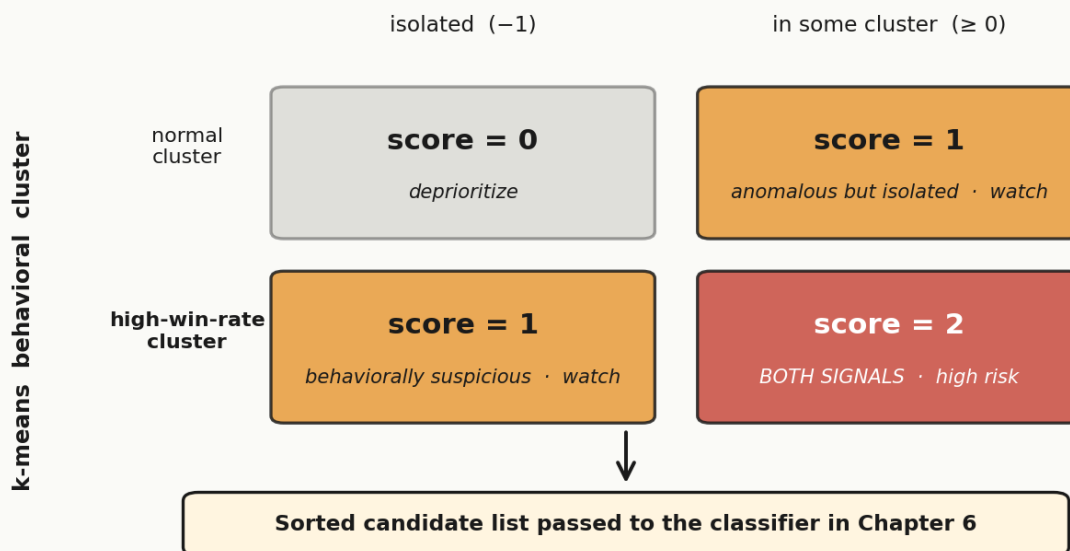 isolated (−1)
in some cluster (≥ 0)
k-means behavioral cluster
normal
cluster
score = 0
deprioritize
score = 1
anomalous but isolated · watch
high-win-rate
cluster
score = 1
behaviorally suspicious · watch
score = 2
BOTH SIGNALS · high risk
Sorted candidate list passed to the classifier in Chapter 6